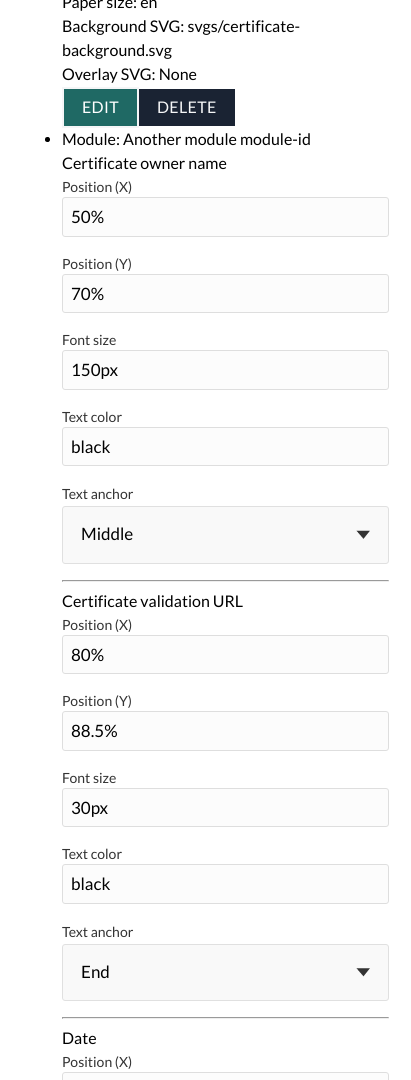 Paper size: en
Background SVG: svgs/certificate-
background.svg
Overlay SVG: None
EDIT DELETE
Module: Another module module-id
Certificate owner name
Position (X)
50%
Position (Y)
70%
Font size
150px
Text color
black
Text anchor
Middle
Certificate validation URL
Position (X)
80%
Position (Y)
88.5%
Font size
30px
Text color
black
Text anchor
End
Date
Position (X)